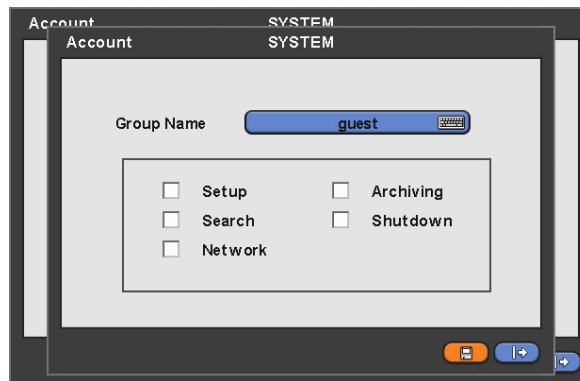 Account SYSTEM
Account SYSTEM
Group Name guest
Setup Archiving
Search Shutdown
Network